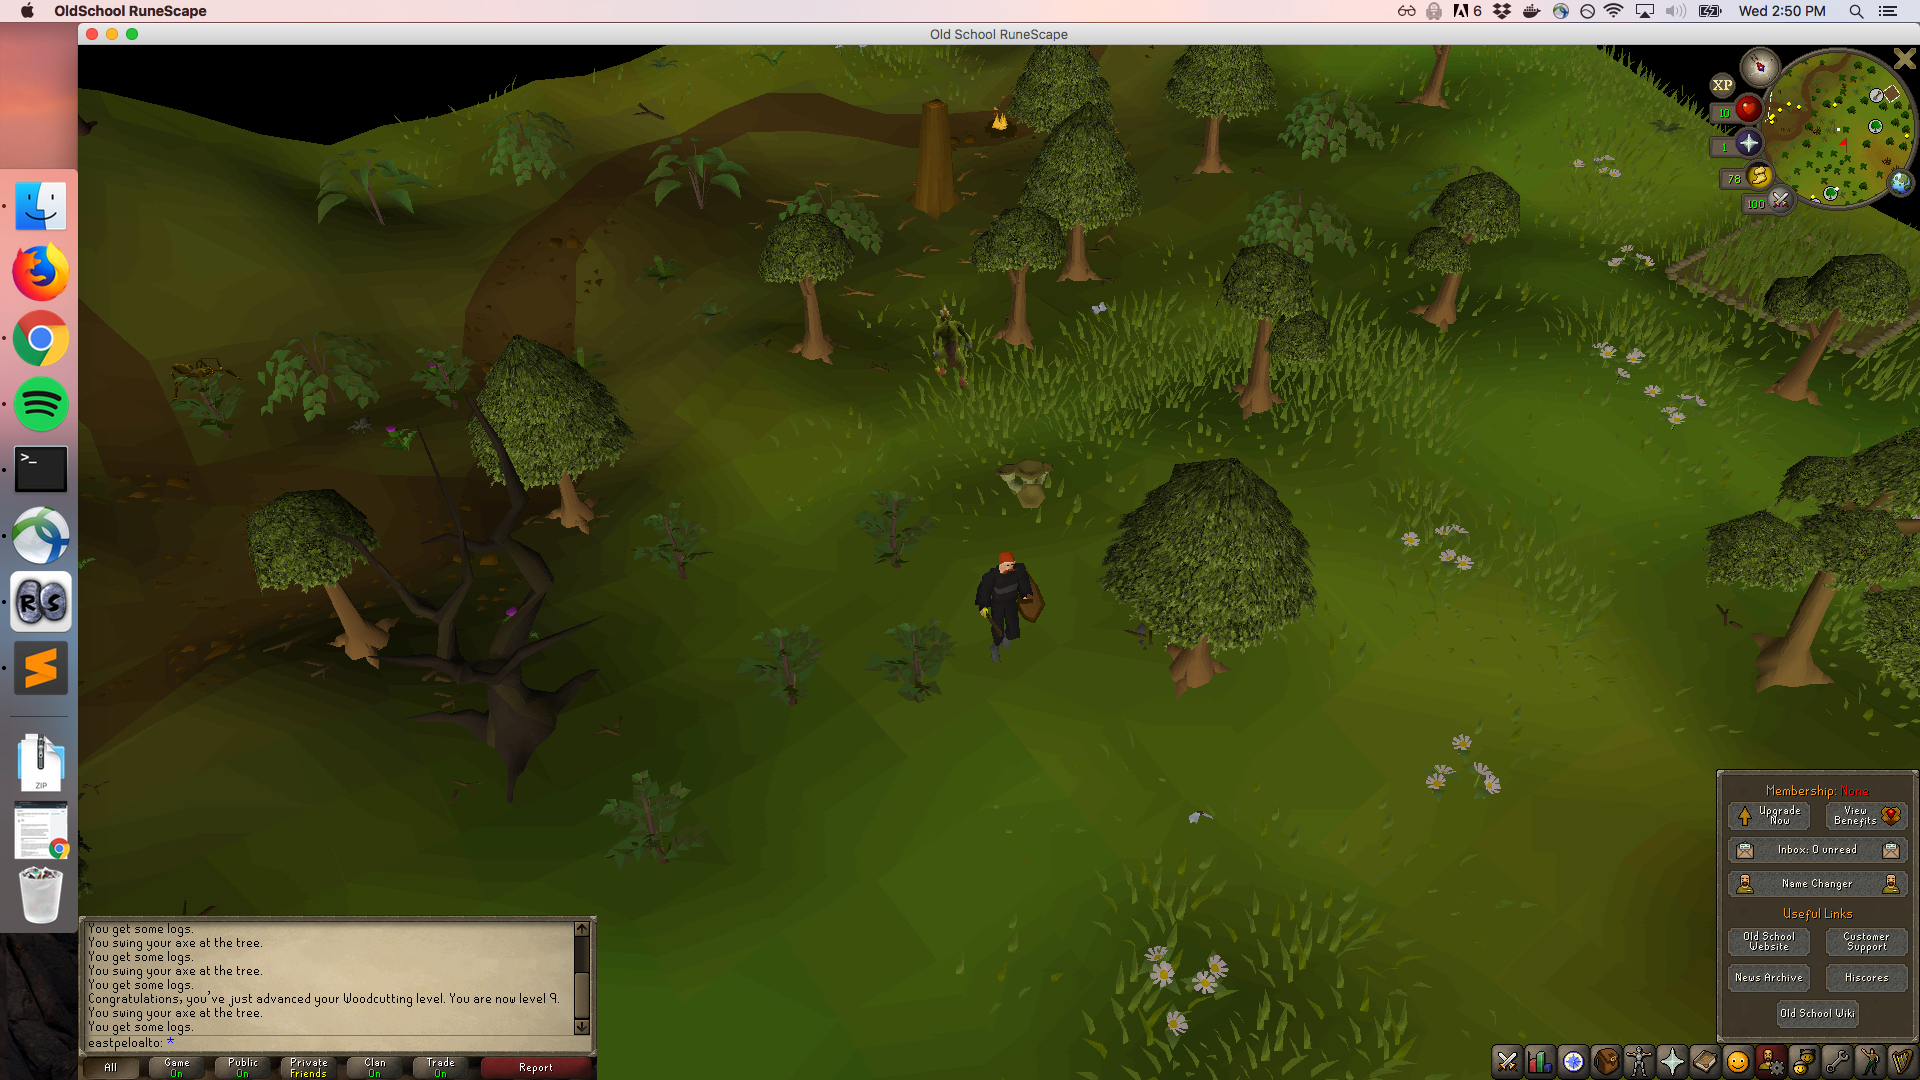 OldSchool RuneScape
6
Wed 2:50 PM
Old School RuneScape
XP
10
1
78
100
>_
RS
ZIP
Membership: None
Upgrade Now
View Benefits
Inbox: 0 unread
Name Changer
Useful Links
Old School Website
Customer Support
News Archive
Hiscores
Old School Wiki
You get some logs.
You swing your axe at the tree.
You get some logs.
You swing your axe at the tree.
You get some logs.
Congratulations, you've just advanced your Woodcutting level. You are now level 9.
You swing your axe at the tree.
You get some logs.
eastpeloalto: *
All
Game
On
Public
On
Private
Friends
Clan
On
Trade
On
Report